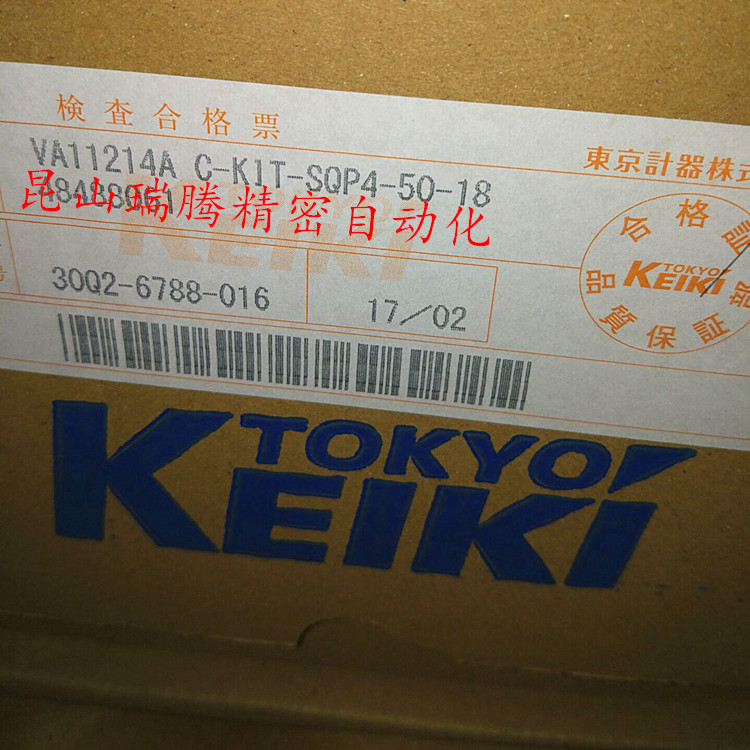 検査合格票
東京計器株式
VA11214A C-KIT-SQP4-50-18
昆山瑞腾精密自动化
KEIKI
30Q2-6788-016
17/02
合格証
TOKYO
KEIKI
品質保証
TOKYO
KEIKI